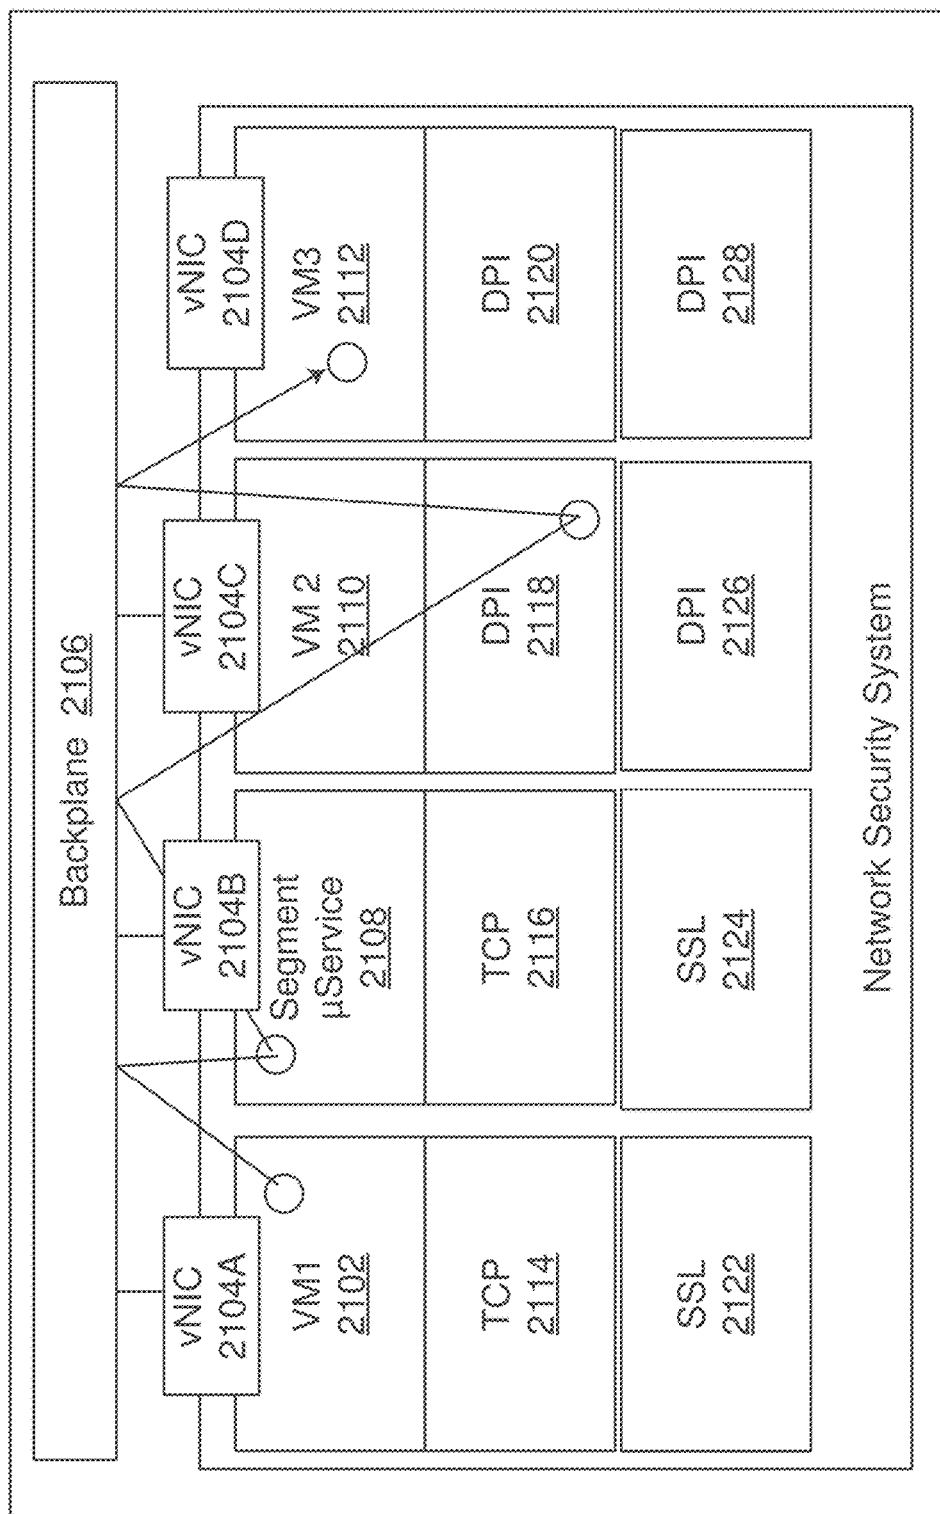 Backplane 2106
vNIC
2104A
vNIC
2104B
vNIC
2104C
vNIC
2104D
VM1
2102
Segment
µService
2108
VM 2
2110
VM3
2112
TCP
2114
TCP
2116
DPI
2118
DPI
2120
SSL
2122
SSL
2124
DPI
2126
DPI
2128
Network Security System